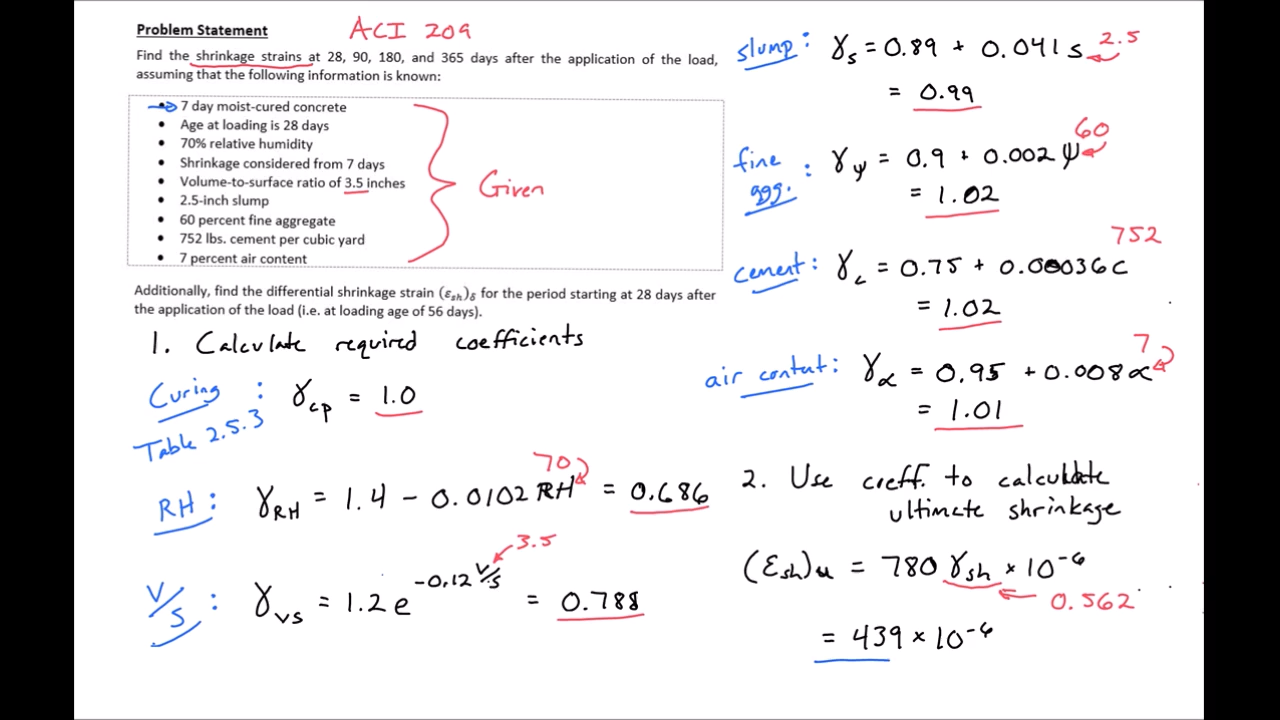 Problem Statement
ACI 209
Find the shrinkage strains at 28, 90, 180, and 365 days after the application of the load,
assuming that the following information is known:
• 7 day moist-cured concrete
• Age at loading is 28 days
• 70% relative humidity
• Shrinkage considered from 7 days
• Volume-to-surface ratio of 3.5 inches
• 2.5-inch slump
• 60 percent fine aggregate
• 752 lbs. cement per cubic yard
• 7 percent air content
Given
Additionally, find the differential shrinkage strain (εsh)δ for the period starting at 28 days after
the application of the load (i.e. at loading age of 56 days).
1. Calculate required coefficients
Curing : γcp = 1.0
Table 2.5.3
70
RH : γRH = 1.4 - 0.0102 RH = 0.686
3.5
V/S : γvs = 1.2 e^-0.12 V/S = 0.788
slump : γs = 0.89 + 0.041 s 2.5
= 0.99
60
fine agg. : γψ = 0.9 + 0.002 ψ
= 1.02
752
cement : γc = 0.75 + 0.00036 c
= 1.02
7
air content : γα = 0.95 + 0.008 α
= 1.01
2. Use coeff. to calculate
ultimate shrinkage
(εsh)u = 780 γsh × 10^-6
0.562
= 439 × 10^-6